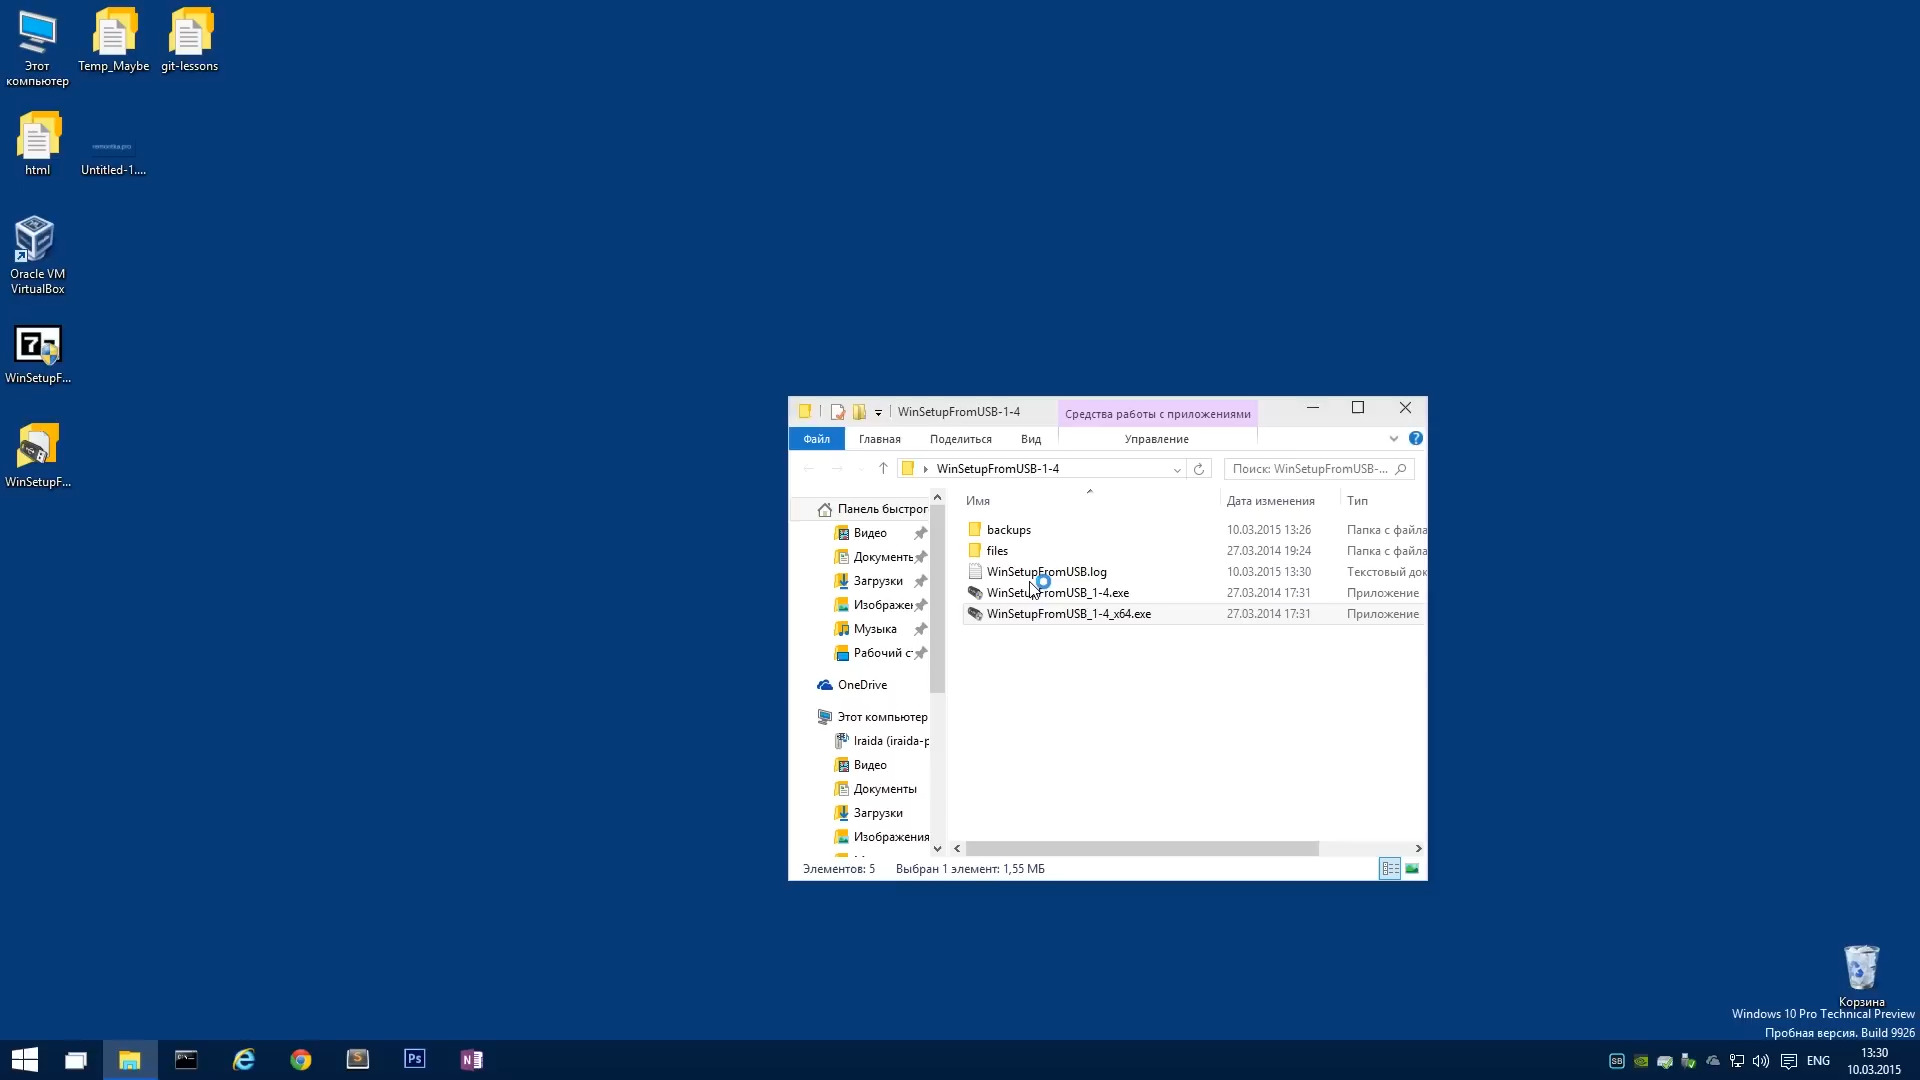 Этот компьютер
Temp_Maybe
git-lessons
html
remontka.pro
Untitled-1....
Oracle VM VirtualBox
WinSetupF...
WinSetupF...
WinSetupFromUSB-1-4
Средства работы с приложениями
Файл
Главная
Поделиться
Вид
Управление
WinSetupFromUSB-1-4
Поиск: WinSetupFromUSB-...
Имя
Дата изменения
Тип
Панель быстрог
Видео
Документь
Загрузки
Изображен
Музыка
Рабочий ст
OneDrive
Этот компьютер
Iraida (iraida-p
Видео
Документы
Загрузки
Изображения
backups 10.03.2015 13:26 Папка с файла
files 27.03.2014 19:24 Папка с файла
WinSetupFromUSB.log 10.03.2015 13:30 Текстовый док
WinSetupFromUSB_1-4.exe 27.03.2014 17:31 Приложение
WinSetupFromUSB_1-4_x64.exe 27.03.2014 17:31 Приложение
Элементов: 5 Выбран 1 элемент: 1,55 МБ
Корзина
Windows 10 Pro Technical Preview
Пробная версия. Build 9926
Ps
ENG
13:30
10.03.2015